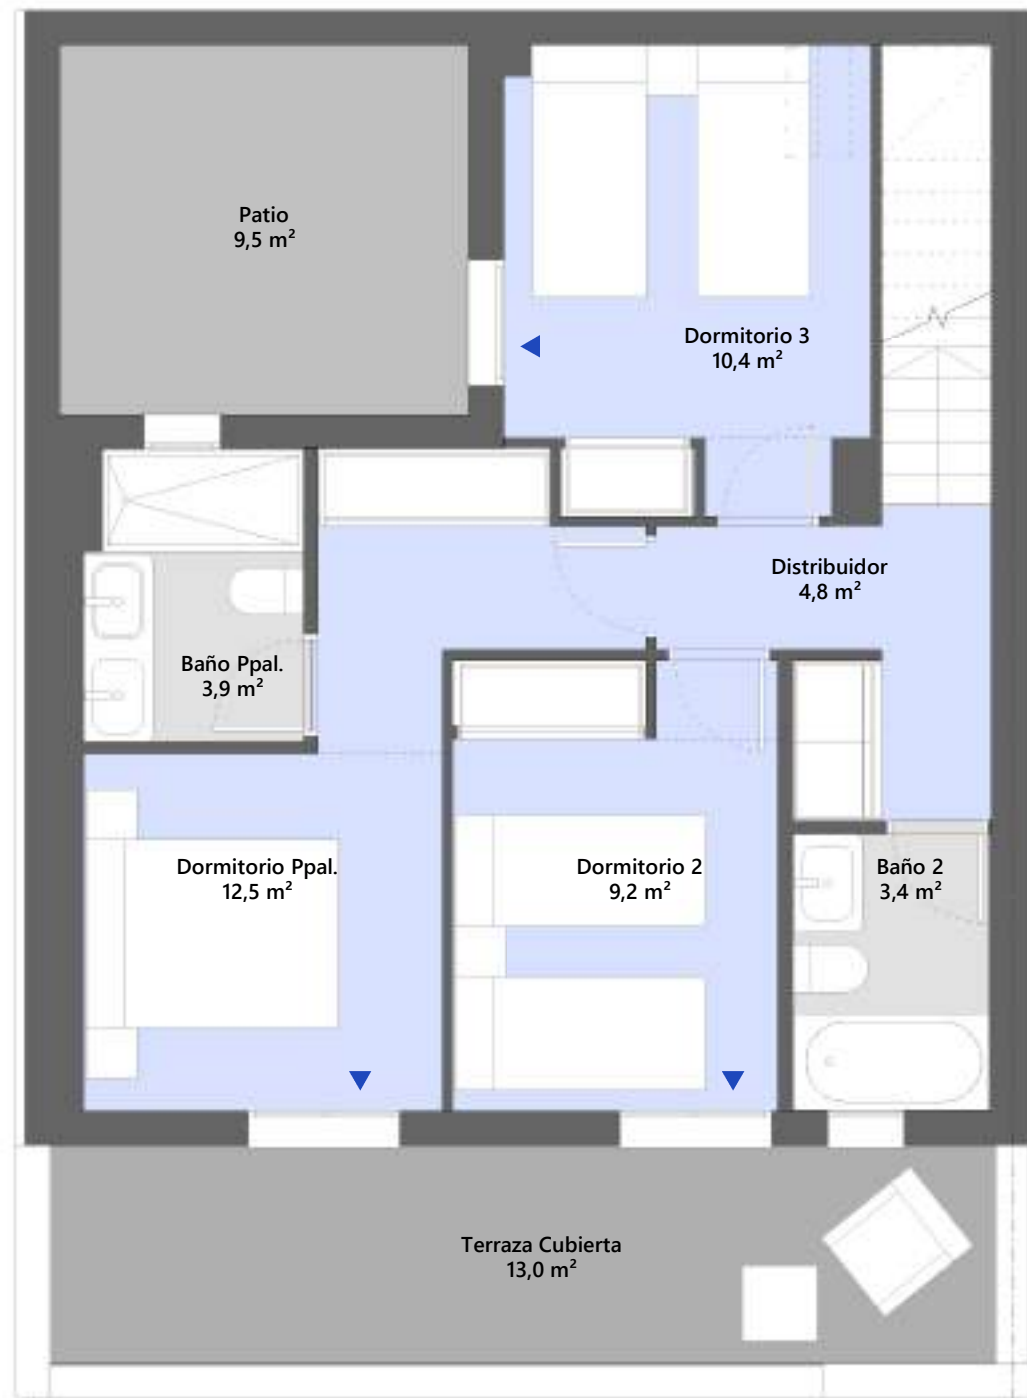 Patio
9,5 m²
Dormitorio 3
10,4 m²
Distribuidor
4,8 m²
Baño Ppal.
3,9 m²
Dormitorio Ppal.
12,5 m²
Dormitorio 2
9,2 m²
Baño 2
3,4 m²
Terraza Cubierta
13,0 m²